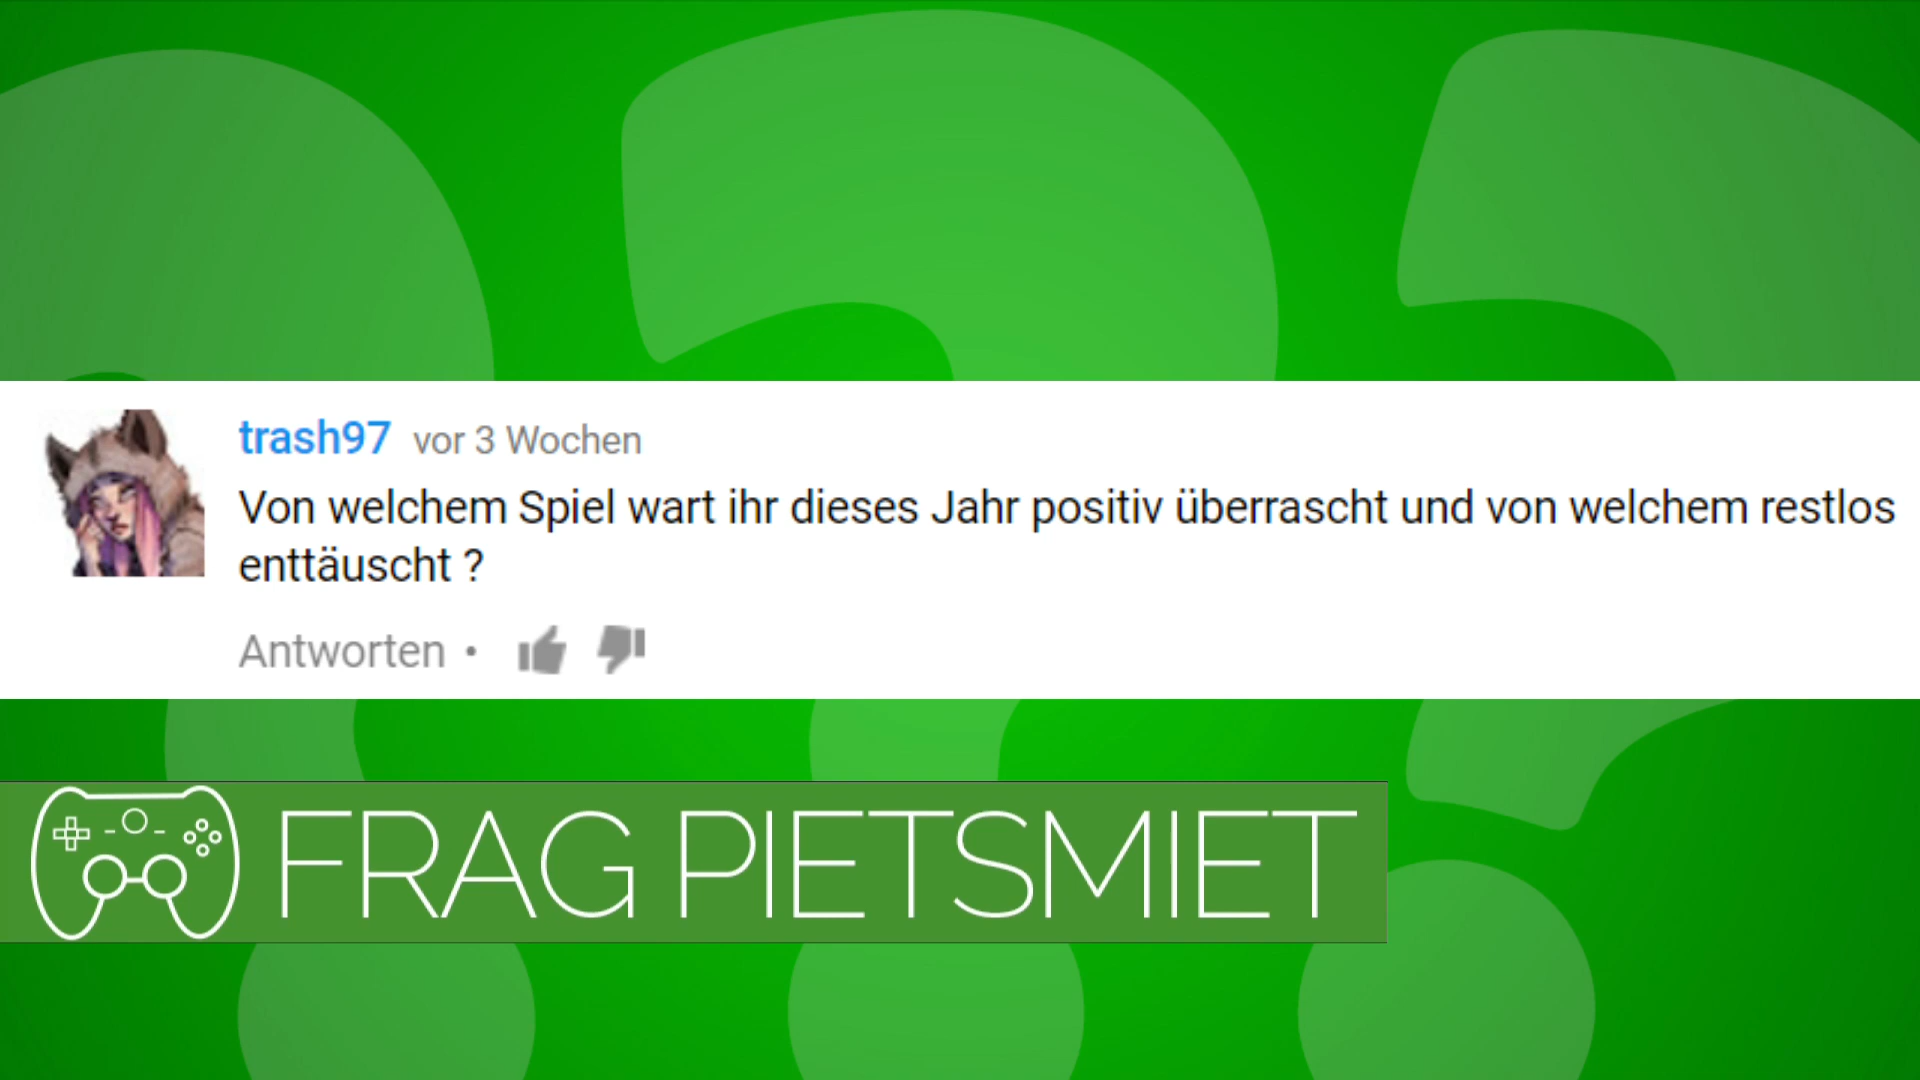 trash97 vor 3 Wochen
Von welchem Spiel wart ihr dieses Jahr positiv überrascht und von welchem restlos
enttäuscht ?
Antworten •
FRAG PIETSMIET